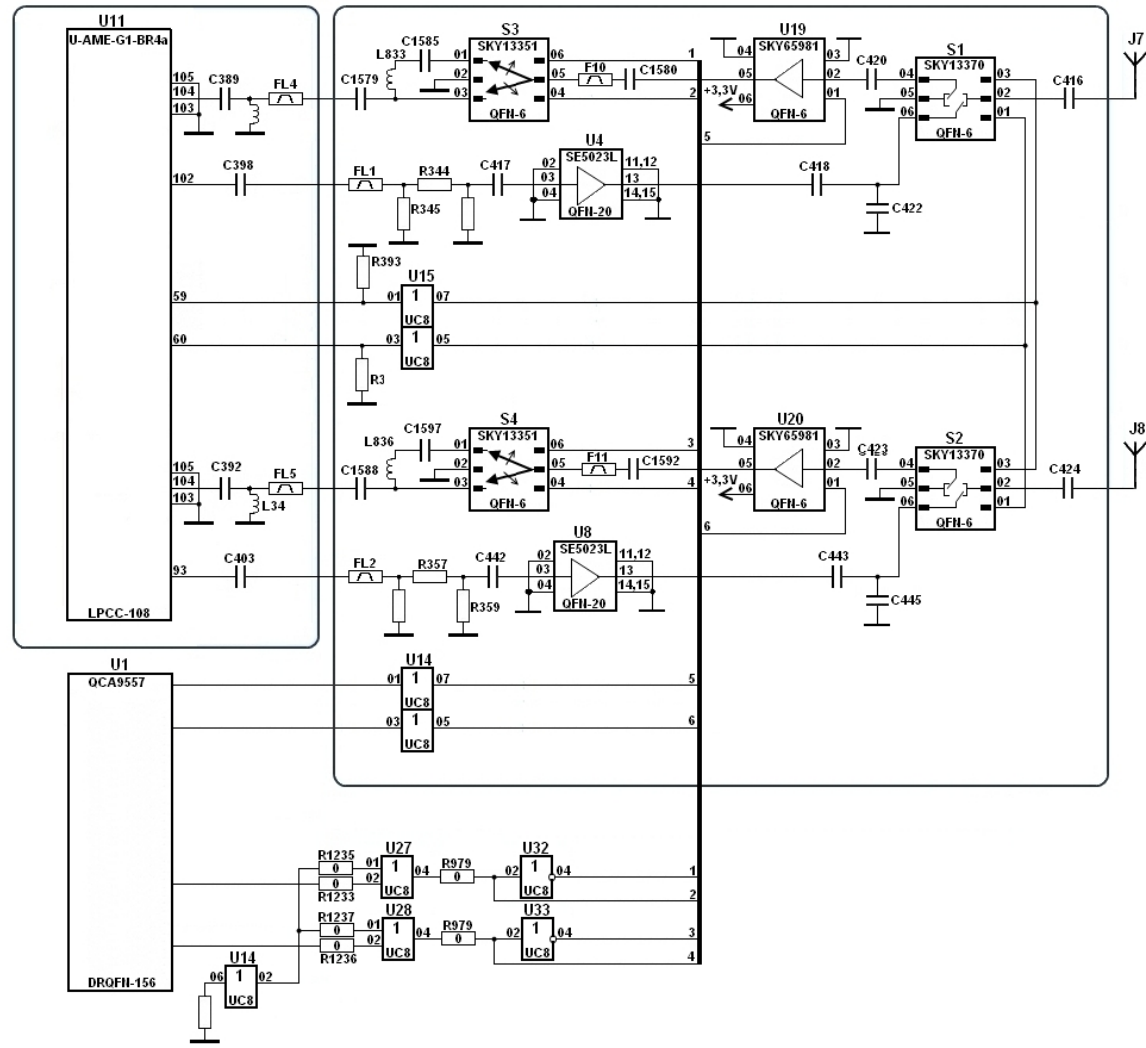 U11
U-AME-G1-BR4a
105
104
103
102
59
60
105
104
103
93
LPCC-108
C389
FL4
C398
C392
FL5
L34
C403
C1585
L833
C1579
S3
SKY13351
01
02
03
06
05
04
QFN-6
F10
C1580
1
2
+3,3V
5
U19
SKY65981
04
05
06
03
02
01
QFN-6
C420
S1
SKY13370
04
05
06
03
02
01
QFN-6
C416
J7
FL1
R344
R345
C417
U4
SE5023L
02
03
04
11,12
13
14,15
QFN-20
C418
C422
R393
U15
01
1
07
UC8
03
1
05
UC8
R3
C1597
L836
C1588
S4
SKY13351
01
02
03
06
05
04
QFN-6
F11
C1592
3
4
+3,3V
6
U20
SKY65981
04
05
06
03
02
01
QFN-6
C423
S2
SKY13370
04
05
06
03
02
01
QFN-6
C424
J8
FL2
R357
R359
C442
U8
SE5023L
02
03
04
11,12
13
14,15
QFN-20
C443
C445
U1
QCA9557
DRQFN-156
U14
01
1
07
UC8
03
1
05
UC8
5
6
R1235
0
0
R1233
U27
01
02
1
04
UC8
R979
0
U32
02
1
04
UC8
1
2
R1237
0
0
R1236
U28
01
02
1
04
UC8
R979
0
U33
02
1
04
UC8
3
4
U14
06
1
02
UC8